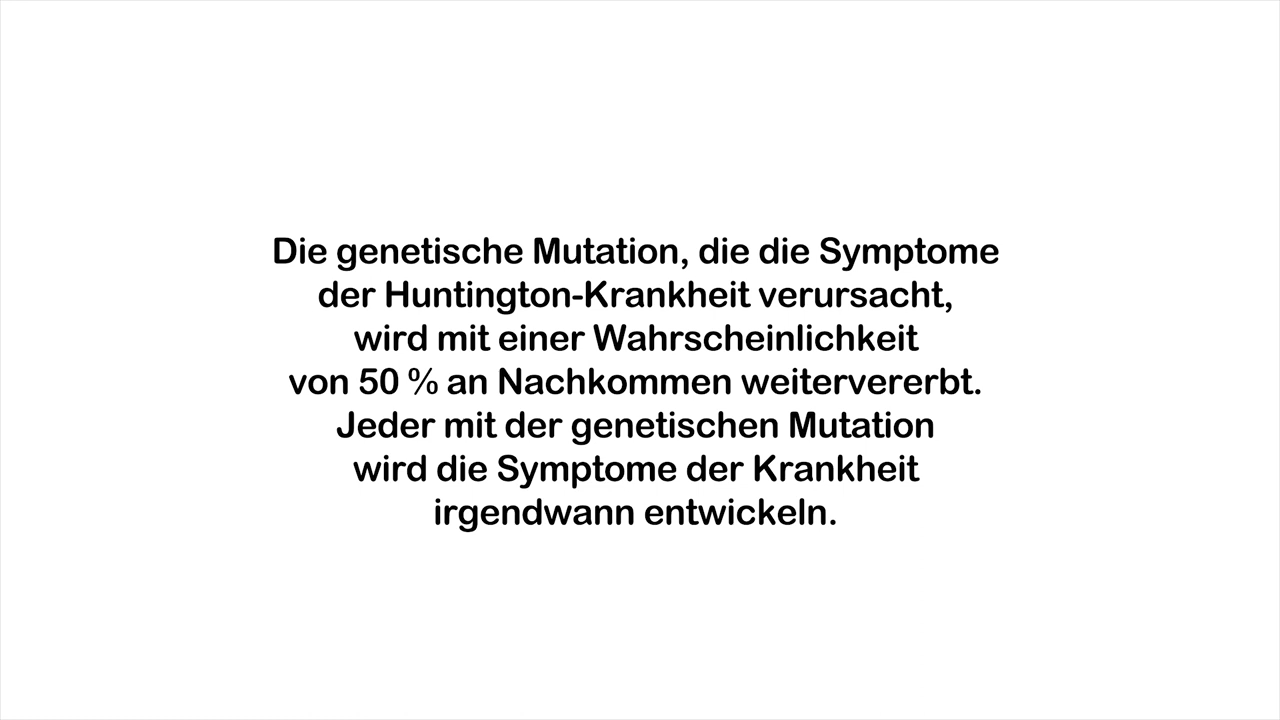 Die genetische Mutation, die die Symptome
der Huntington-Krankheit verursacht,
wird mit einer Wahrscheinlichkeit
von 50 % an Nachkommen weitervererbt.
Jeder mit der genetischen Mutation
wird die Symptome der Krankheit
irgendwann entwickeln.